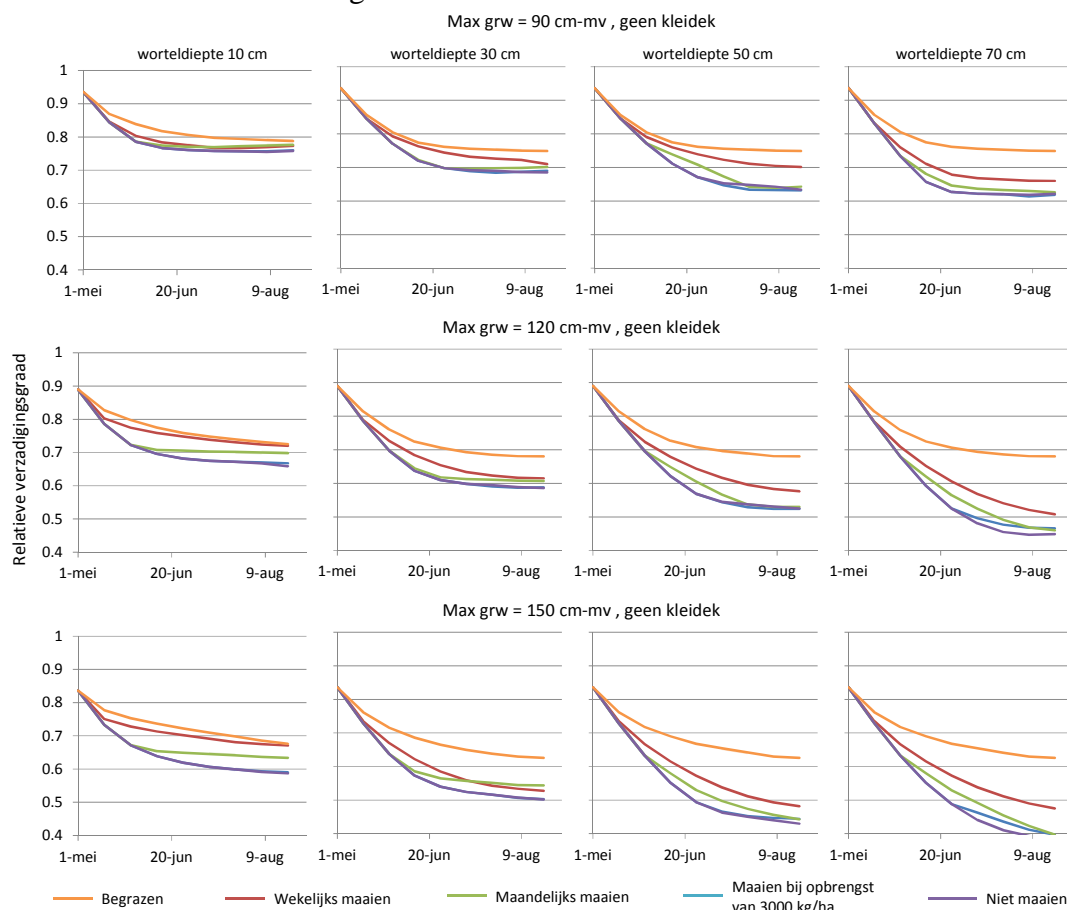 Max grw = 90 cm-mv , geen kleidek
worteldiepte 10 cm
worteldiepte 30 cm
worteldiepte 50 cm
worteldiepte 70 cm
1
0.9
0.8
0.7
0.6
0.5
0.4
1-mei 20-jun 9-aug
1-mei 20-jun 9-aug
1-mei 20-jun 9-aug
1-mei 20-jun 9-aug
Max grw = 120 cm-mv , geen kleidek
Relatieve verzadigingsgraad
1
0.9
0.8
0.7
0.6
0.5
0.4
1-mei 20-jun 9-aug
1-mei 20-jun 9-aug
1-mei 20-jun 9-aug
1-mei 20-jun 9-aug
Max grw = 150 cm-mv , geen kleidek
1
0.9
0.8
0.7
0.6
0.5
0.4
1-mei 20-jun 9-aug
1-mei 20-jun 9-aug
1-mei 20-jun 9-aug
1-mei 20-jun 9-aug
Begrazen
Wekelijks maaien
Maandelijks maaien
Maaien bij opbrengst
van 3000 kg/ha
Niet maaien